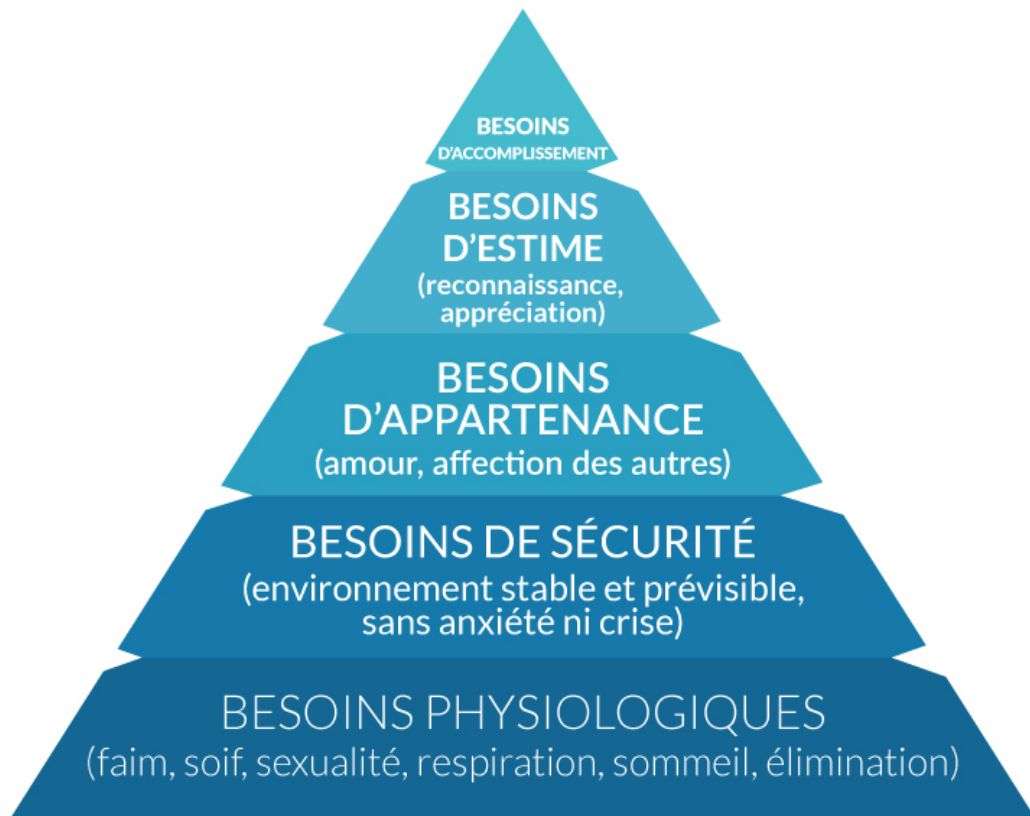 BESOINS
D’ACCOMPLISSEMENT
BESOINS
D’ESTIME
(reconnaissance,
appréciation)
BESOINS
D’APPARTENANCE
(amour, affection des autres)
BESOINS DE SÉCURITÉ
(environnement stable et prévisible,
sans anxiété ni crise)
BESOINS PHYSIOLOGIQUES
(faim, soif, sexualité, respiration, sommeil, élimination)